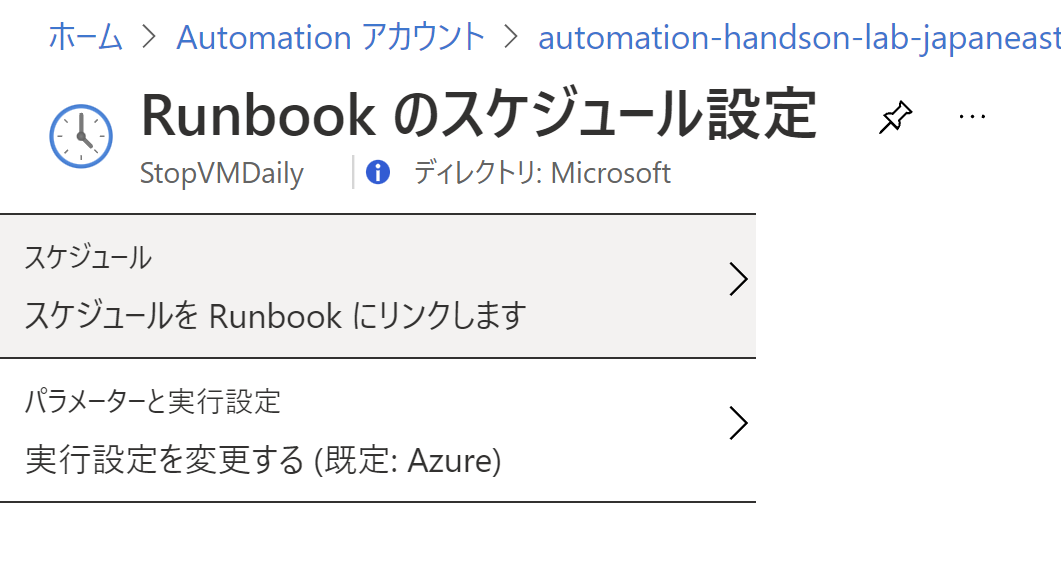 ホーム > Automation アカウント > automation-handson-lab-japaneast
Runbook のスケジュール設定 ...
StopVMDaily | ディレクトリ: Microsoft
スケジュール
スケジュールを Runbook にリンクします
パラメーターと実行設定
実行設定を変更する (既定: Azure)